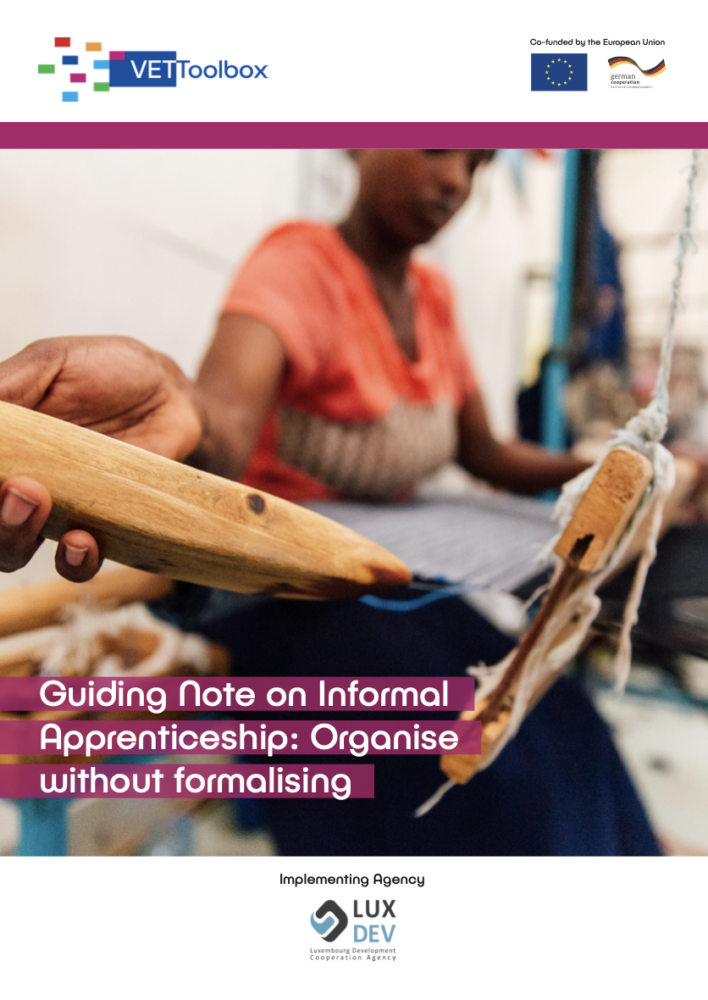 VETToolbox
Co-funded by the European Union
german
cooperation
DEUTSCHE ZUSAMMENARBEIT
Guiding Note on Informal
Apprenticeship: Organise
without formalising
Implementing Agency
LUX
DEV
Luxembourg Development
Cooperation Agency